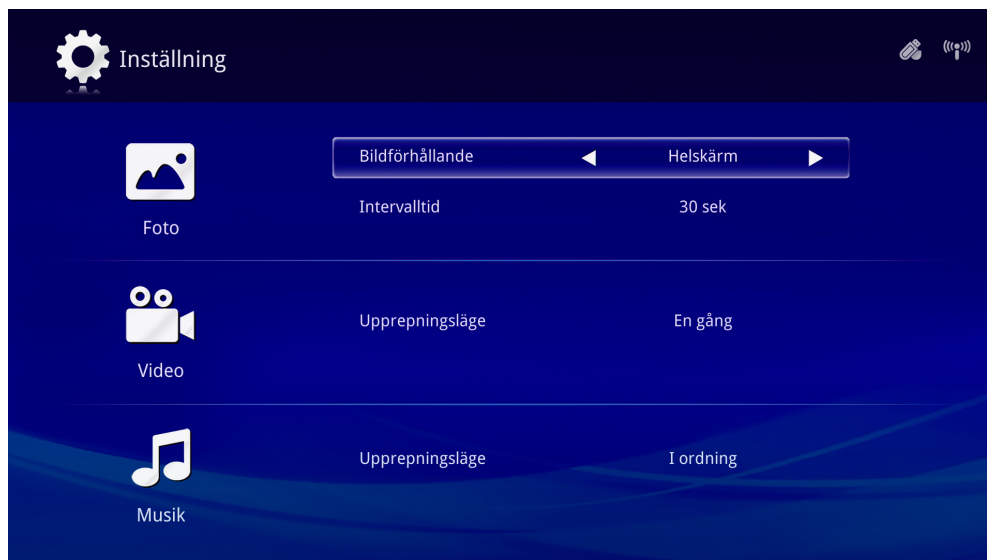 Inställning
Bildförhållande Helskärm
Intervalltid 30 sek
Foto
Upprepningsläge En gång
Video
Upprepningsläge I ordning
Musik